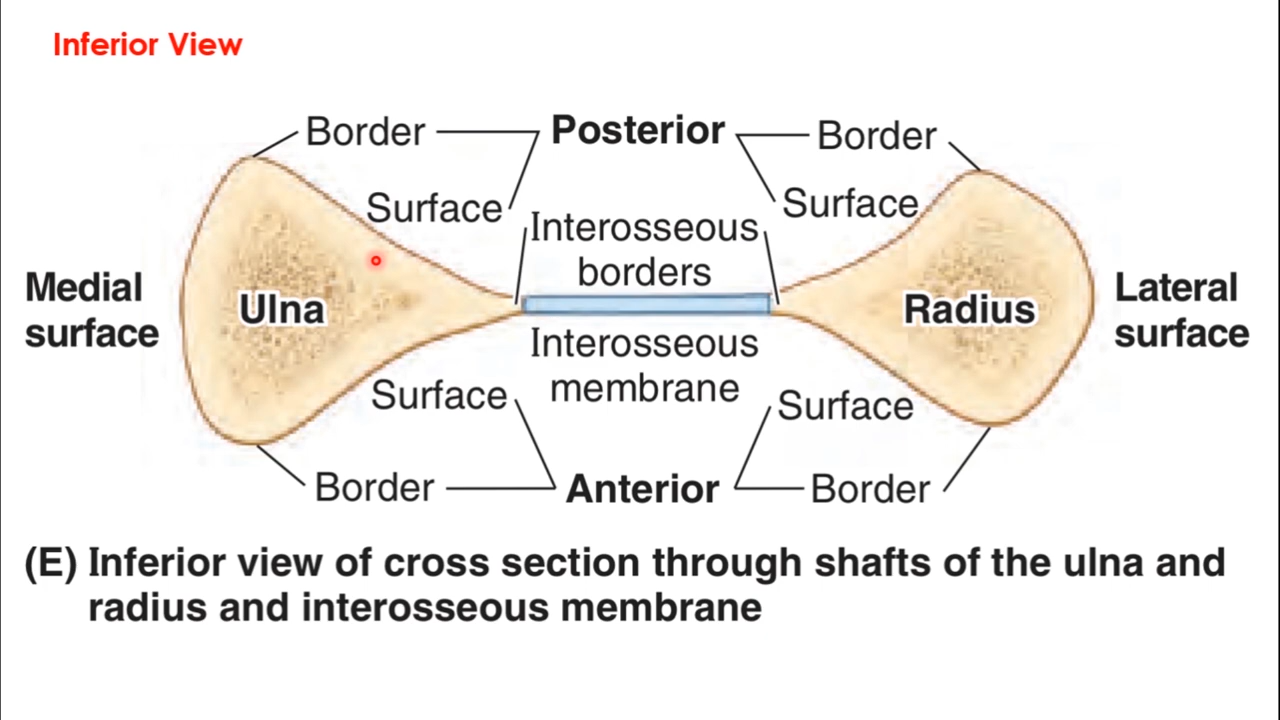 Inferior View
Border
Posterior
Border
Surface
Surface
Interosseous
borders
Medial
surface
Ulna
Radius
Lateral
surface
Interosseous
membrane
Surface
Surface
Border
Anterior
Border
(E) Inferior view of cross section through shafts of the ulna and
radius and interosseous membrane